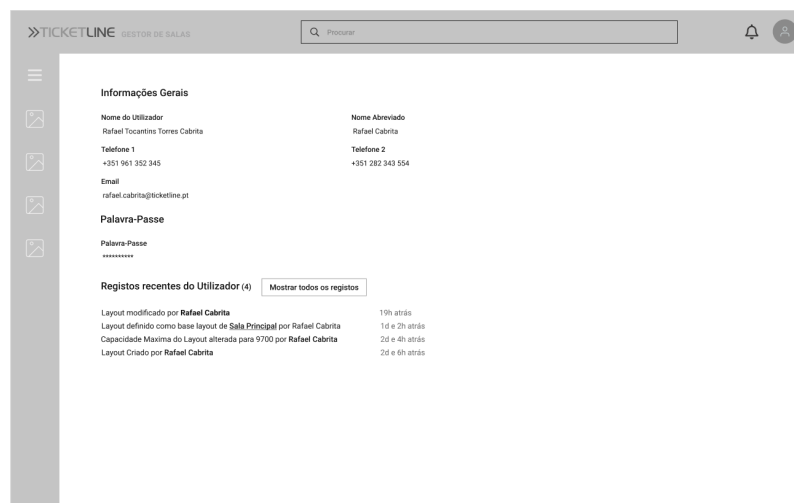 TICKETLINE GESTOR DE SALAS
Procurar
Informações Gerais
Nome do Utilizador Nome Abreviado
Rafael Tocantins Torres Cabrita Rafael Cabrita
Telefone 1 Telefone 2
+351 961 352 345 +351 282 343 554
Email
rafael.cabrita@ticketline.pt
Palavra-Passe
Palavra-Passe
**********
Registos recentes do Utilizador (4) Mostrar todos os registos
Layout modificado por Rafael Cabrita 19h atrás
Layout definido como base layout de Sala Principal por Rafael Cabrita 1d e 2h atrás
Capacidade Maxima do Layout alterada para 9700 por Rafael Cabrita 2d e 4h atrás
Layout Criado por Rafael Cabrita 2d e 6h atrás